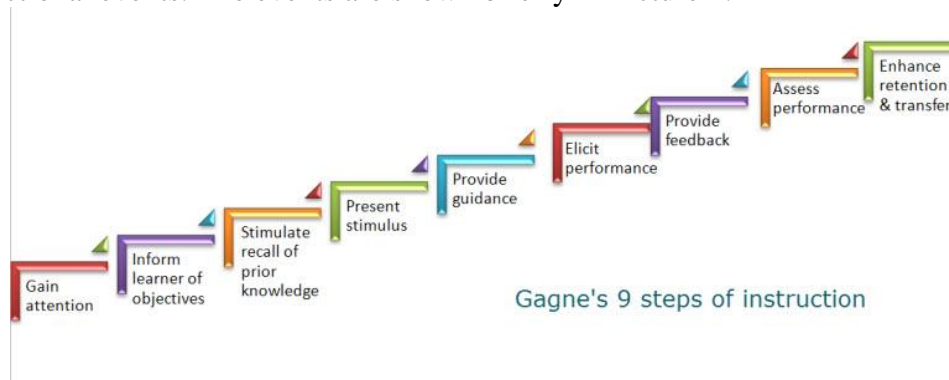 Gain
attention
Inform
learner of
objectives
Stimulate
recall of
prior
knowledge
Present
stimulus
Provide
guidance
Elicit
performance
Provide
feedback
Assess
performance
Enhance
retention
& transfer
Gagne's 9 steps of instruction